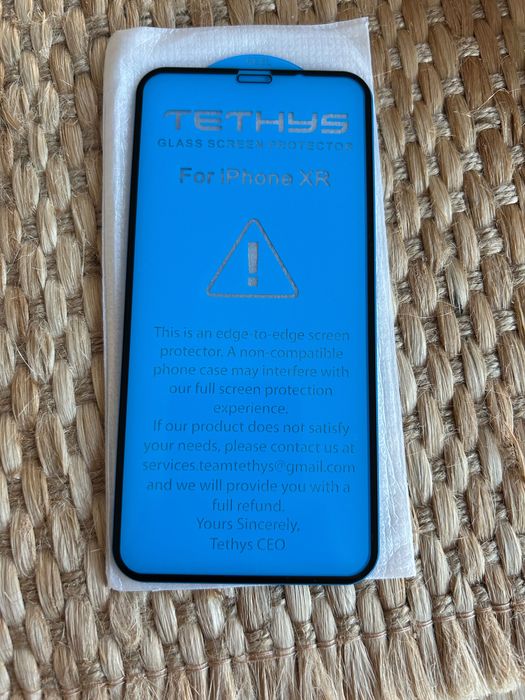 TETHYS
GLASS SCREEN PROTECTOR
For iPhone XR
!
This is an edge-to-edge screen
protector. A non-compatible
phone case may interfere with
our full screen protection
experience.
If our product does not satisfy
your needs, please contact us at
services.teamtethys@gmail.com
and we will provide you with a
full refund.
Yours Sincerely,
Tethys CEO